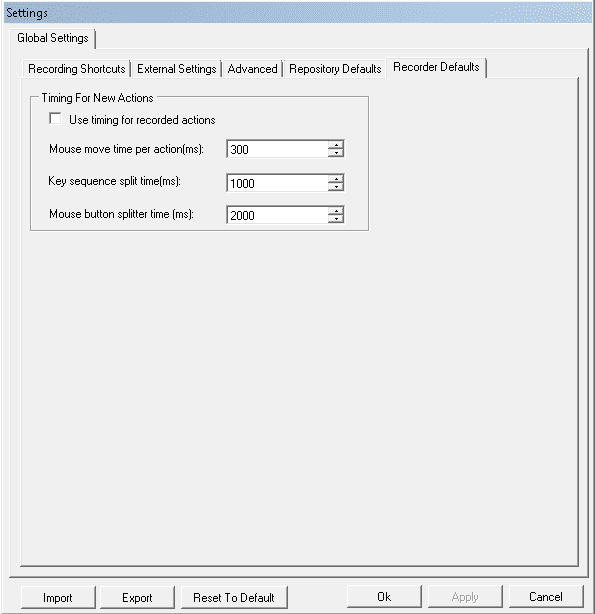 Settings
Global Settings
Recording Shortcuts External Settings Advanced Repository Defaults Recorder Defaults
Timing For New Actions
Use timing for recorded actions
Mouse move time per action(ms): 300
Key sequence split time(ms): 1000
Mouse button splitter time (ms): 2000
Import Export Reset To Default Ok Apply Cancel